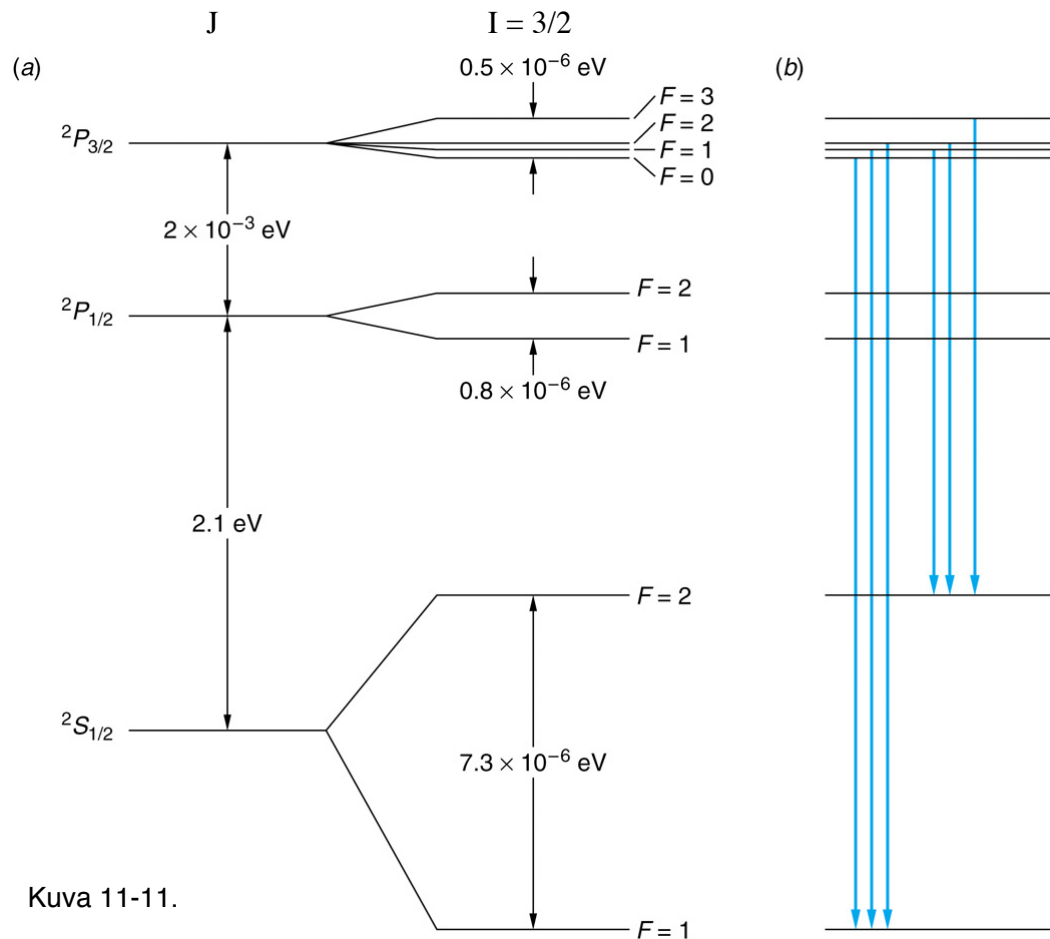 J I = 3/2
(a) 0.5 × 10⁻⁶ eV (b)
F = 3
²P₃/₂ F = 2
F = 1
F = 0
2 × 10⁻³ eV
F = 2
²P₁/₂
F = 1
0.8 × 10⁻⁶ eV
2.1 eV
F = 2
²S₁/₂
7.3 × 10⁻⁶ eV
Kuva 11-11.
F = 1